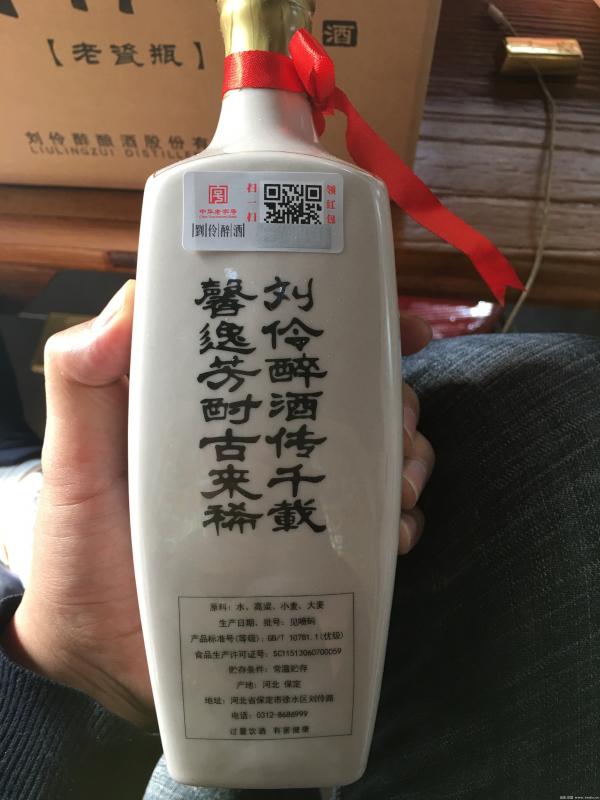 酒
【老瓷瓶】
刘伶醉酿酒股份有
LIULINGZUI DISTILLER
中华老字号
扫一扫
领红包
刘伶醉酒
刘伶醉酒传千载
馨逸芳酎古来稀
原料：水、高粱、小麦、大麦
生产日期、批号：见喷码
产品标准号(等级)：GB/T 10781.1(优级)
食品生产许可证号：SC11513060700059
贮存条件：常温贮存
产地：河北 保定
地址：河北省保定市徐水区刘伶路
电话：0312-8686999
过量饮酒 有害健康